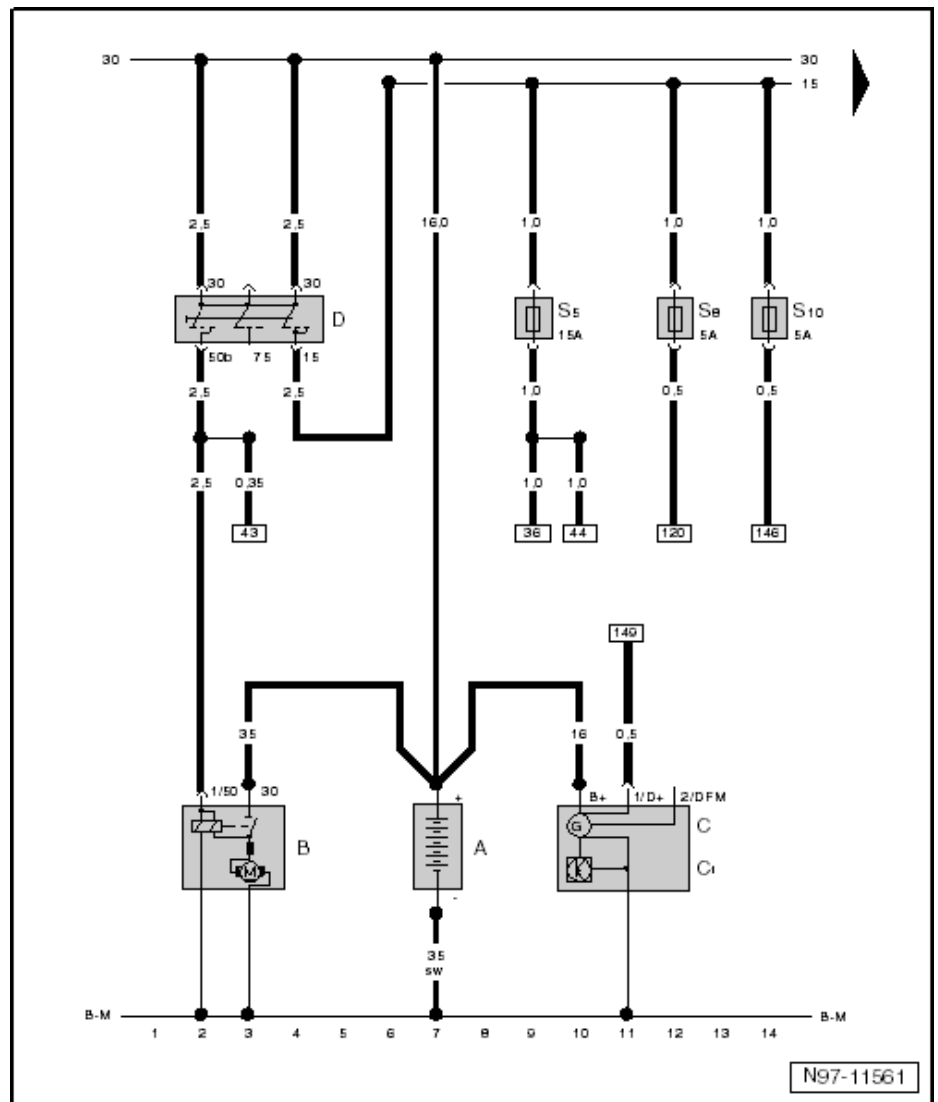 30 30
15
2,5 2,5 16,0 1,0 1,0 1,0
30 30
D S5 S8 S10
15A 5A 5A
50b 75 15
2,5 2,5 1,0 0,5 0,5
2,5 0,35 1,0 1,0
43 36 44 120 146
149
35 16 0,5
1/50 30 + B+ 1/D+ 2/DFM
G C
B A
M C1
-
35
sw
B-M B-M
1 2 3 4 5 6 7 8 9 10 11 12 13 14
N97-11561